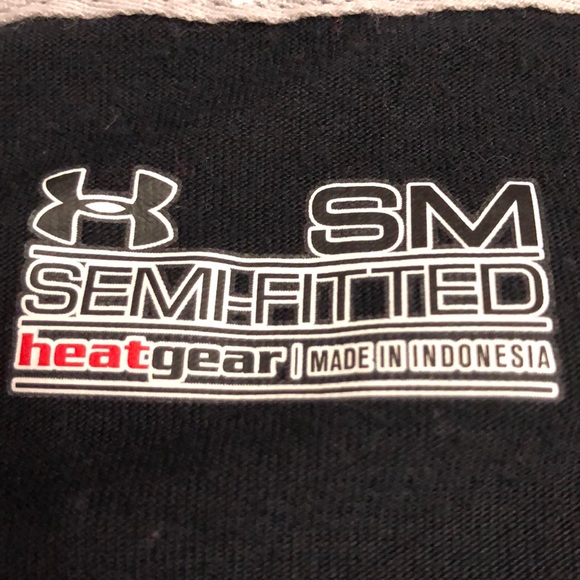 SM
SEMI-FITTED
heatgear | MADE IN INDONESIA